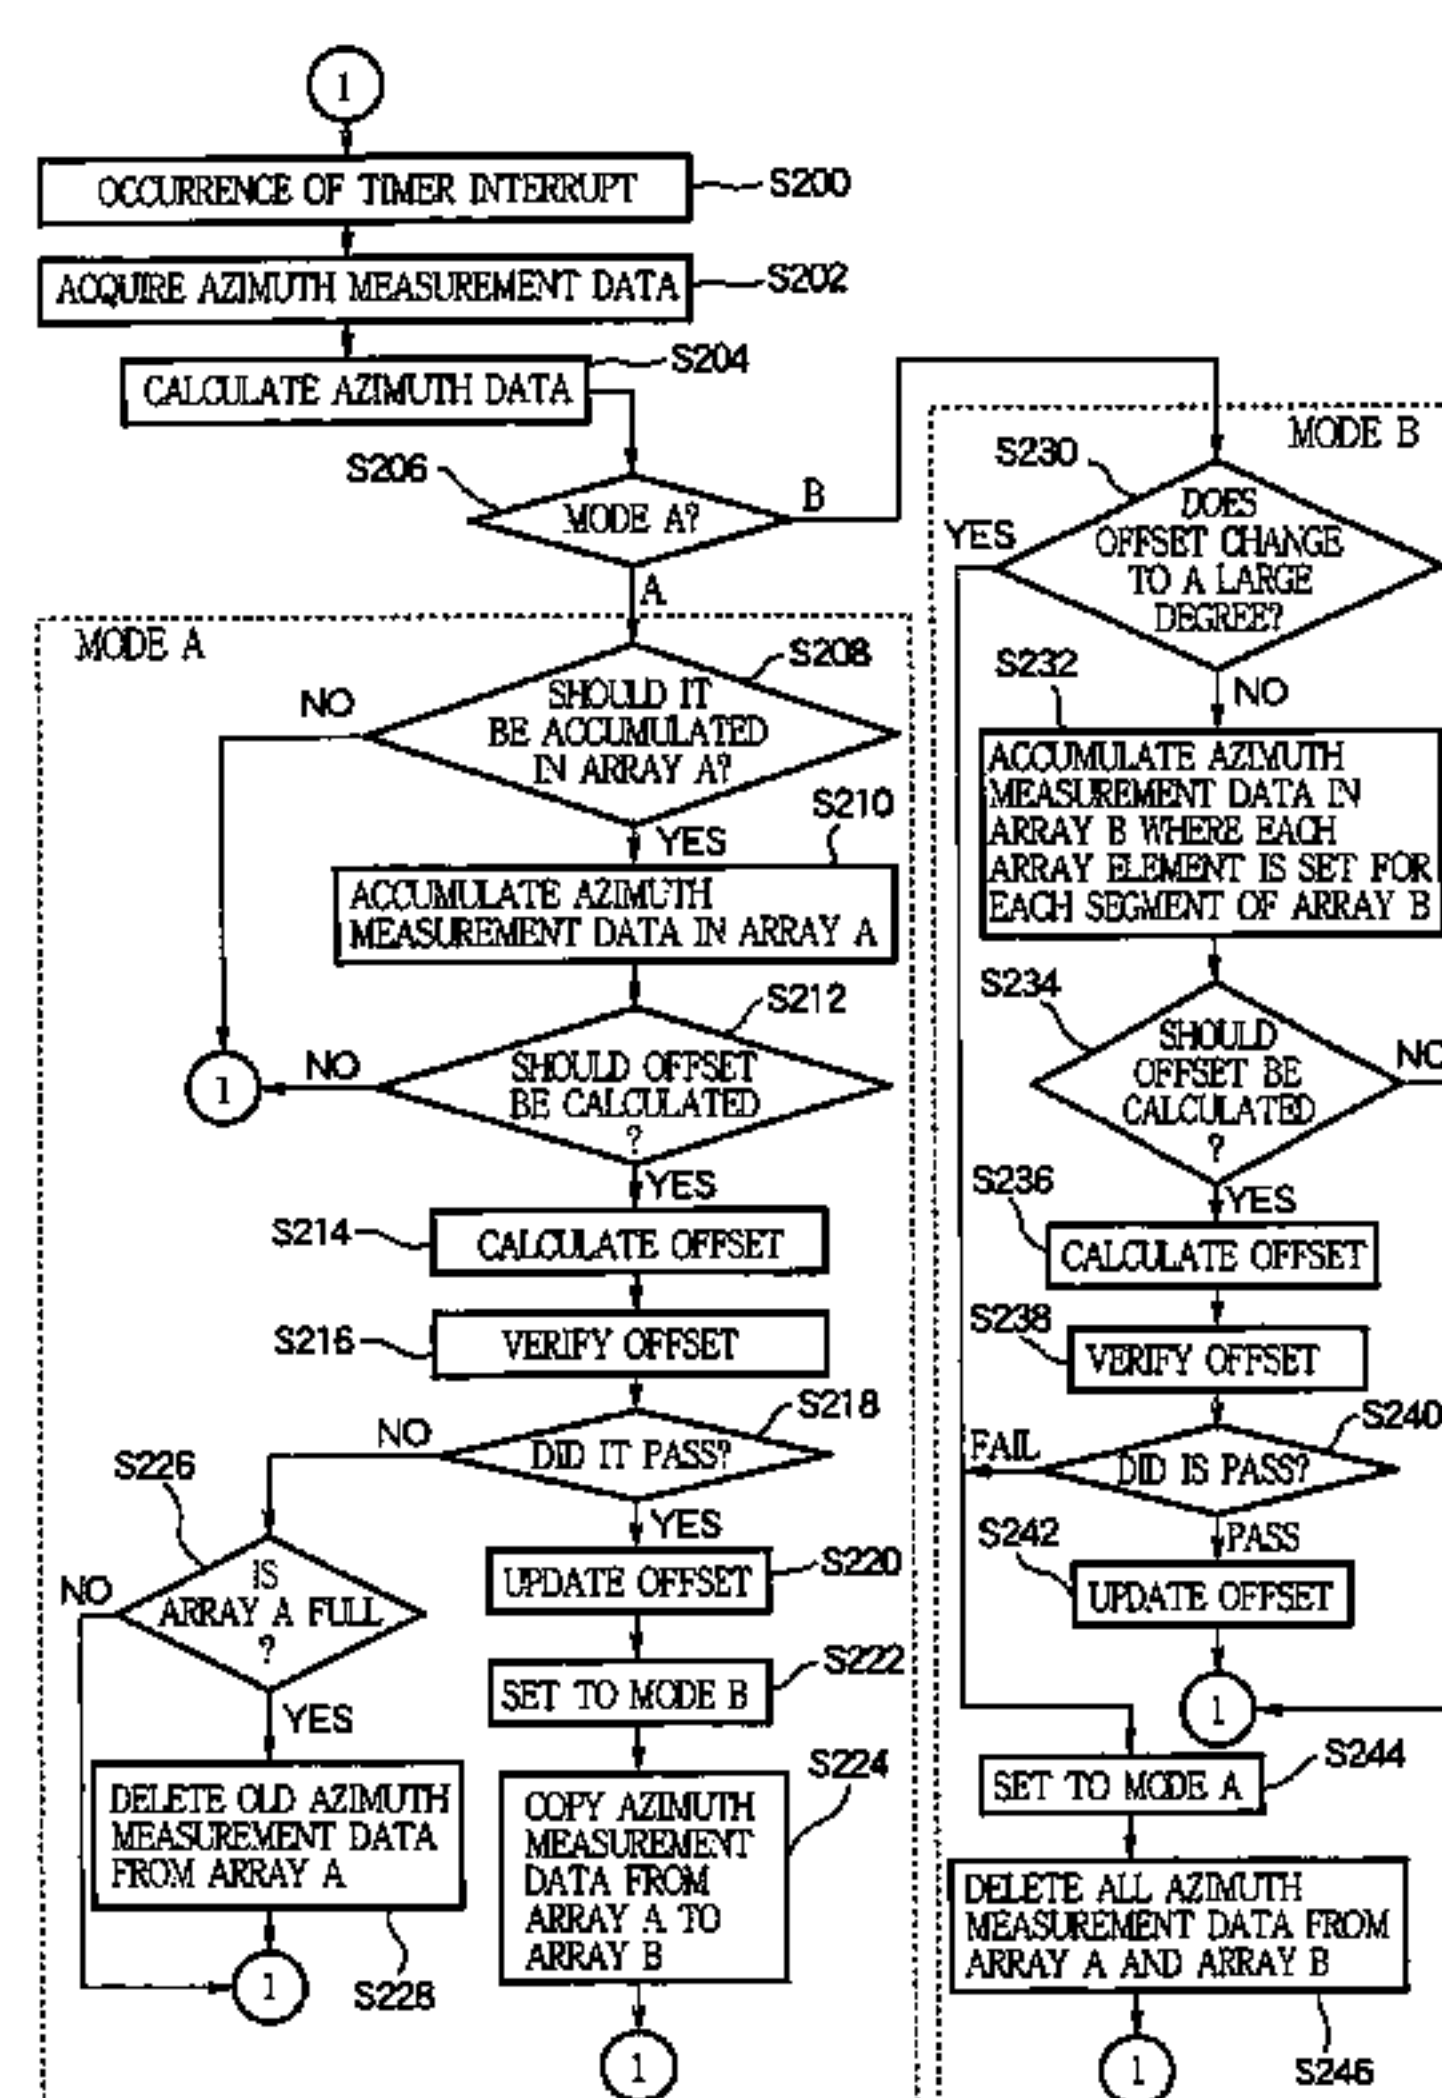 1
OCCURRENCE OF TIMER INTERRUPT
S200
ACQUIRE AZIMUTH MEASUREMENT DATA
S202
CALCULATE AZIMUTH DATA
S204
S206
MODE A?
B
A
MODE A
S208
SHOULD IT
BE ACCUMULATED
IN ARRAY A?
NO
YES
S210
ACCUMULATE AZIMUTH
MEASUREMENT DATA IN ARRAY A
S212
SHOULD OFFSET
BE CALCULATED
?
NO
1
YES
S214
CALCULATE OFFSET
S216
VERIFY OFFSET
S218
DID IT PASS?
NO
YES
S226
IS
ARRAY A FULL
?
NO
YES
DELETE OLD AZIMUTH
MEASUREMENT DATA
FROM ARRAY A
S228
1
UPDATE OFFSET
S220
SET TO MODE B
S222
S224
COPY AZIMUTH
MEASUREMENT
DATA FROM
ARRAY A TO
ARRAY B
1
MODE B
S230
DOES
OFFSET CHANGE
TO A LARGE
DEGREE?
YES
NO
S232
ACCUMULATE AZIMUTH
MEASUREMENT DATA IN
ARRAY B WHERE EACH
ARRAY ELEMENT IS SET FOR
EACH SEGMENT OF ARRAY B
S234
SHOULD
OFFSET BE
CALCULATED
?
NO
YES
S236
CALCULATE OFFSET
S238
VERIFY OFFSET
S240
DID IS PASS?
FAIL
PASS
S242
UPDATE OFFSET
1
S244
SET TO MODE A
DELETE ALL AZIMUTH
MEASUREMENT DATA FROM
ARRAY A AND ARRAY B
S246
1